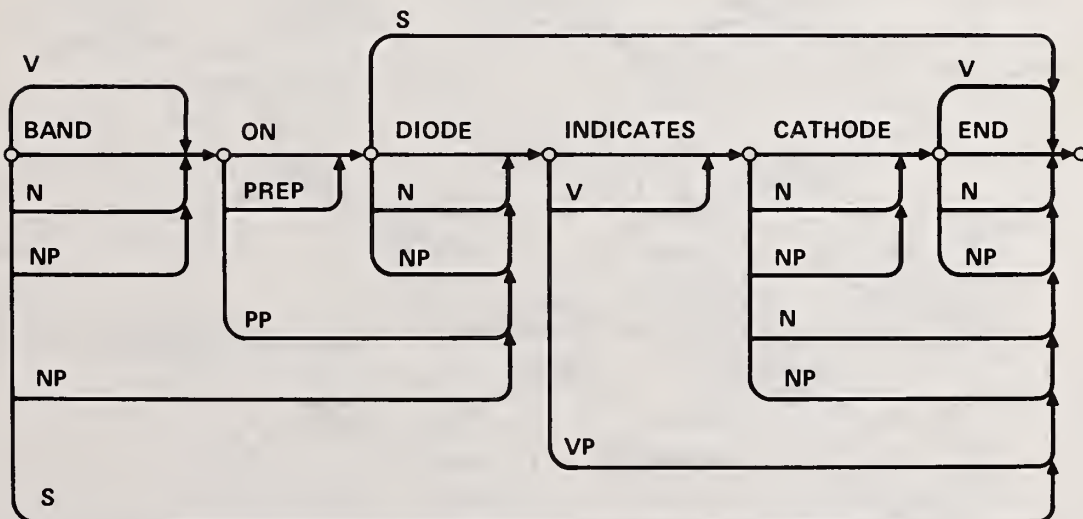 S
V V
BAND ON DIODE INDICATES CATHODE END
N PREP N V N N
NP NP NP NP
PP N
NP NP
VP
S